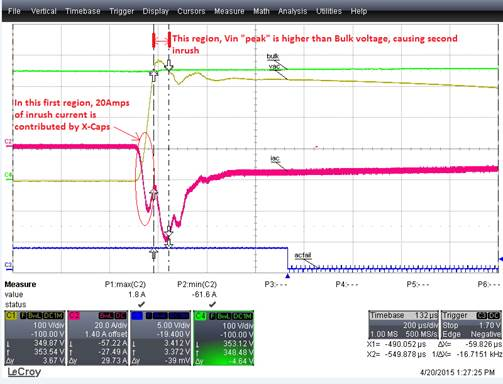 File Vertical Timebase Trigger Display Cursors Measure Math Analysis Utilities Help
This region, Vin "peak" is higher than Bulk voltage, causing second
inrush
bulk
vac
In this first region, 20Amps
of inrush current is
contributed by X-Caps
C2
iac
C4
acfail
C3
Measure P1:max(C2) P2:min(C2) P3:--- P4:--- P5:--- P6:---
value 1.8 A -61.6 A
status
C1 F BwL DC1M
100 V/div
-100.00 V
349.87 V
353.54 V
3.66 V
C2
20.0 A/div
1.40 A offset
-57.22 A
-27.49 A
29.73 A
C3 BwL DC1M
5.00 V/div
-19.400 V
3.412 V
3.372 V
-39 mV
C4 F BwL DC1M
100 V/div
-100.00 V
353.12 V
348.48 V
-4.64 V
Timebase 132 µs
200 µs/div
1.00 MS 500 MS/s
Trigger C3 DC
Stop 1.70 V
Edge Negative
X1= -490.052 µs ΔX= -59.826 µs
X2= -549.878 µs 1/ΔX= -16.7151 kHz
LeCroy
4/20/2015 1:27:25 PM